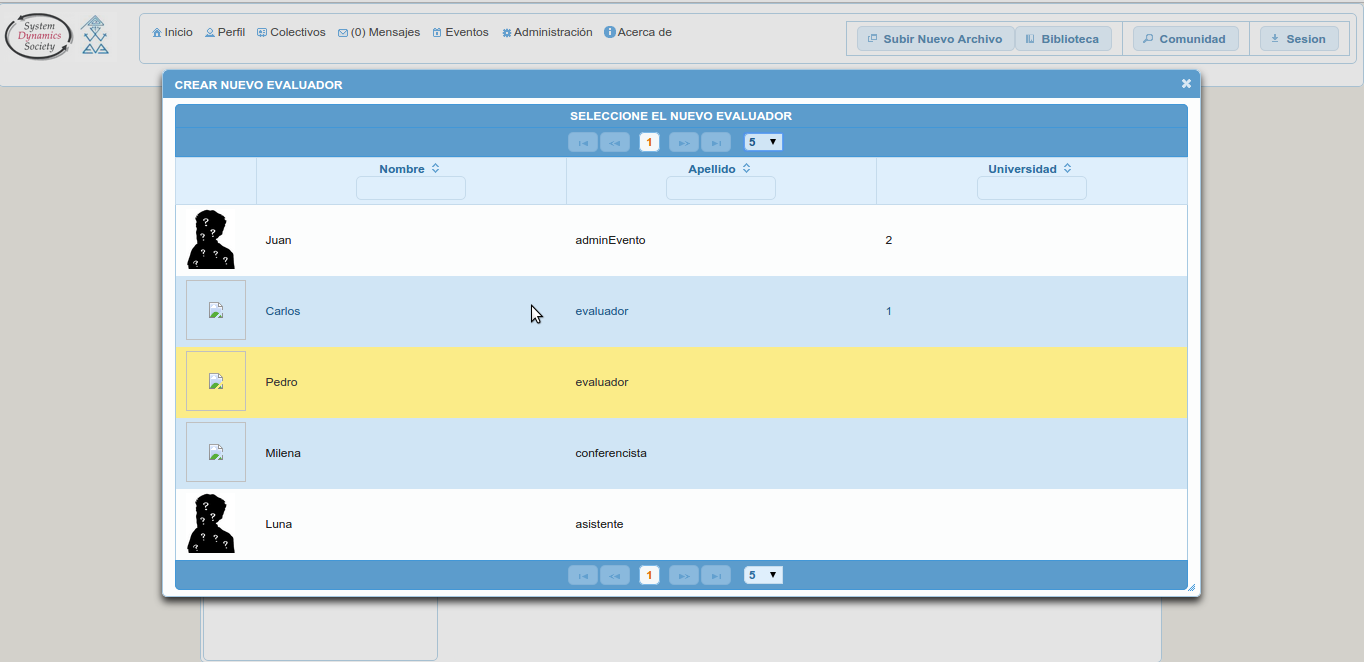 System
Dynamics
Society
Inicio Perfil Colectivos (0) Mensajes Eventos Administración Acerca de
Subir Nuevo Archivo Biblioteca Comunidad Sesion
CREAR NUEVO EVALUADOR
SELECCIONE EL NUEVO EVALUADOR
1 5
Nombre Apellido Universidad
Juan adminEvento 2
Carlos evaluador 1
Pedro evaluador
Milena conferencista
Luna asistente
1 5